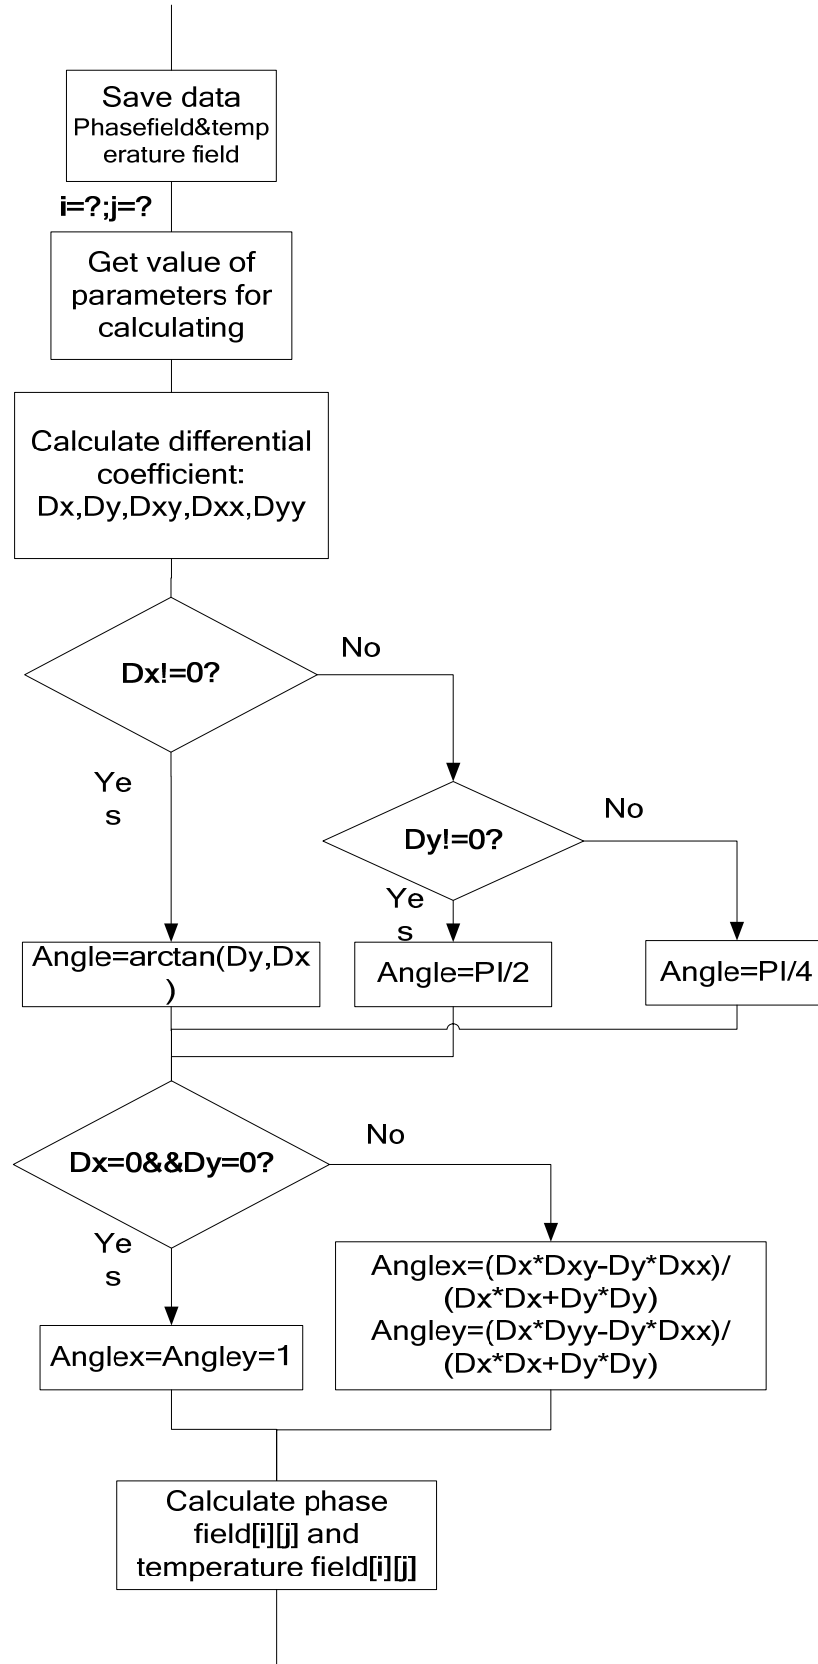 Save data
Phasefield&temp
erature field
i=?;j=?
Get value of
parameters for
calculating
Calculate differential
coefficient:
Dx,Dy,Dxy,Dxx,Dyy
Dx!=0?
No
Ye
s
Dy!=0?
No
Ye
s
Angle=arctan(Dy,Dx
)
Angle=PI/2
Angle=PI/4
Dx=0&&Dy=0?
No
Ye
s
Anglex=(Dx*Dxy-Dy*Dxx)/
(Dx*Dx+Dy*Dy)
Angley=(Dx*Dyy-Dy*Dxx)/
(Dx*Dx+Dy*Dy)
Anglex=Angley=1
Calculate phase
field[i][j] and
temperature field[i][j]